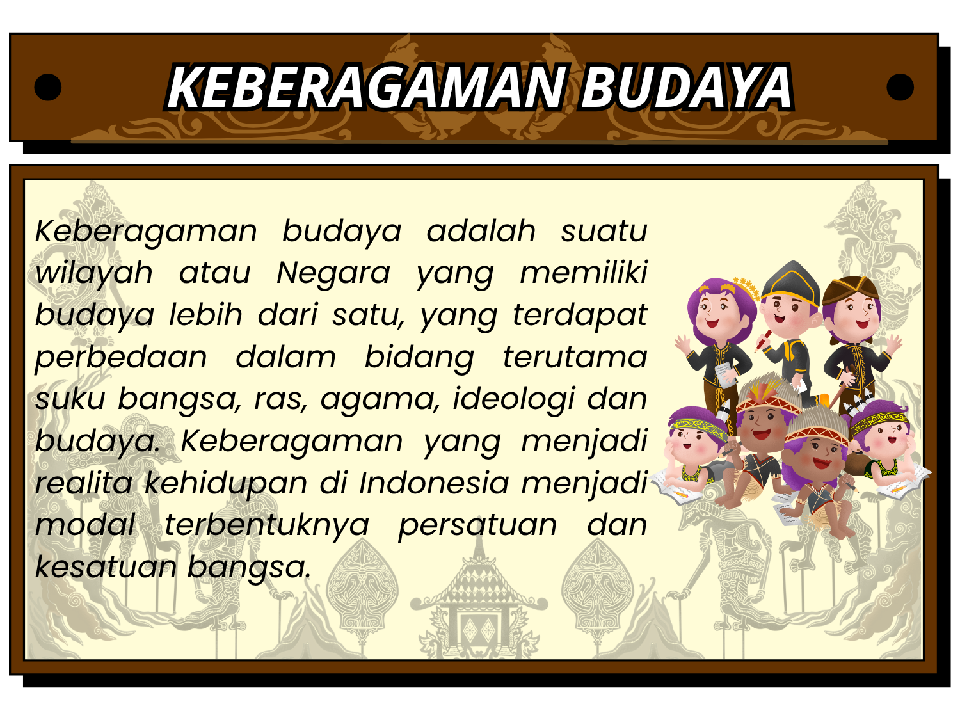 KEBERAGAMAN BUDAYA
Keberagaman budaya adalah suatu
wilayah atau Negara yang memiliki
budaya lebih dari satu, yang terdapat
perbedaan dalam bidang terutama
suku bangsa, ras, agama, ideologi dan
budaya. Keberagaman yang menjadi
realita kehidupan di Indonesia menjadi
modal terbentuknya persatuan dan
kesatuan bangsa.